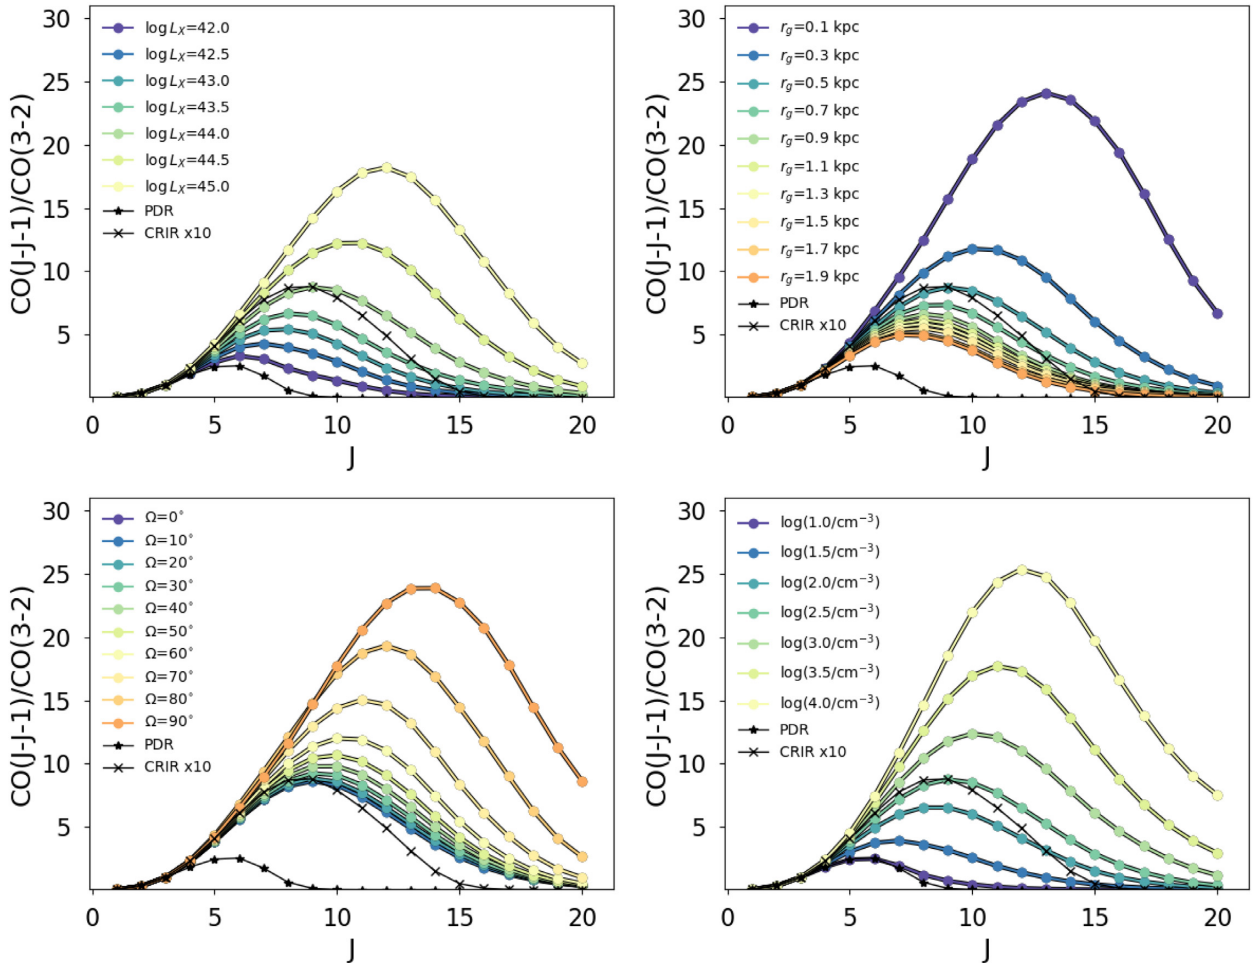 30
25
20
15
10
5
CO(J-J-1)/CO(3-2)
log L_X=42.0
log L_X=42.5
log L_X=43.0
log L_X=43.5
log L_X=44.0
log L_X=44.5
log L_X=45.0
PDR
CRIR x10
0 5 10 15 20
J
30
25
20
15
10
5
CO(J-J-1)/CO(3-2)
r_g=0.1 kpc
r_g=0.3 kpc
r_g=0.5 kpc
r_g=0.7 kpc
r_g=0.9 kpc
r_g=1.1 kpc
r_g=1.3 kpc
r_g=1.5 kpc
r_g=1.7 kpc
r_g=1.9 kpc
PDR
CRIR x10
0 5 10 15 20
J
30
25
20
15
10
5
CO(J-J-1)/CO(3-2)
Ω=0°
Ω=10°
Ω=20°
Ω=30°
Ω=40°
Ω=50°
Ω=60°
Ω=70°
Ω=80°
Ω=90°
PDR
CRIR x10
0 5 10 15 20
J
30
25
20
15
10
5
CO(J-J-1)/CO(3-2)
log(1.0/cm⁻³)
log(1.5/cm⁻³)
log(2.0/cm⁻³)
log(2.5/cm⁻³)
log(3.0/cm⁻³)
log(3.5/cm⁻³)
log(4.0/cm⁻³)
PDR
CRIR x10
0 5 10 15 20
J